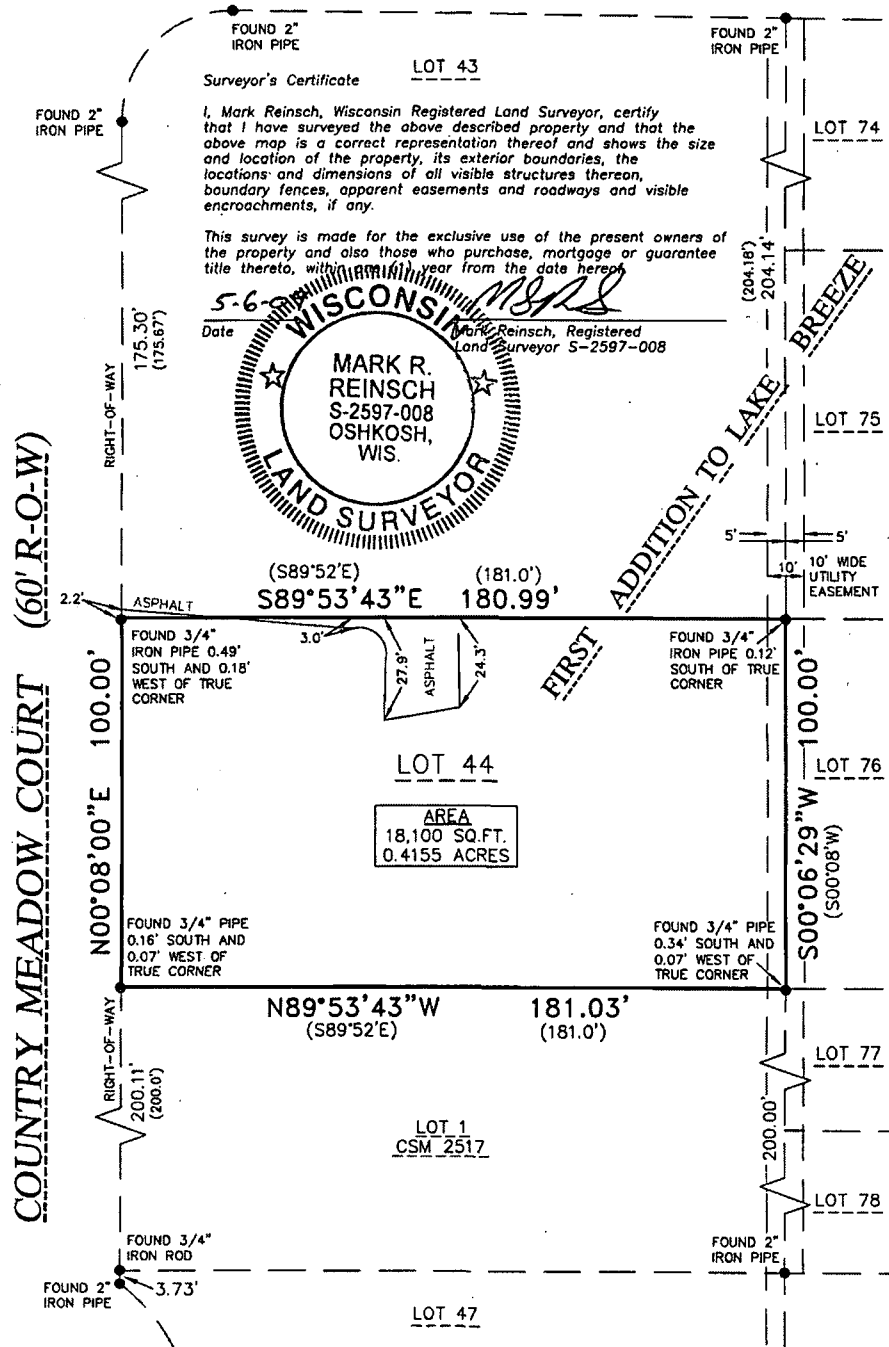 FOUND 2"
IRON PIPE
FOUND 2"
IRON PIPE
LOT 43
Surveyor's Certificate
FOUND 2"
IRON PIPE
I, Mark Reinsch, Wisconsin Registered Land Surveyor, certify
that I have surveyed the above described property and that the
above map is a correct representation thereof and shows the size
and location of the property, its exterior boundaries, the
locations and dimensions of all visible structures thereon,
boundary fences, apparent easements and roadways and visible
encroachments, if any.
LOT 74
This survey is made for the exclusive use of the present owners of
the property and also those who purchase, mortgage or guarantee
title thereto, within one (1) year from the date hereof.
5-6-
Date
Mark Reinsch, Registered
Land Surveyor S-2597-008
WISCONSIN
MARK R.
REINSCH
S-2597-008
OSHKOSH,
WIS.
LAND SURVEYOR
RIGHT-OF-WAY
175.30'
(175.67')
(204.18')
204.14'
FIRST ADDITION TO LAKE BREEZE
LOT 75
COUNTRY MEADOW COURT (60' R-O-W)
5'
5'
10'
10' WIDE
UTILITY
EASEMENT
(S89°52'E) (181.0')
S89°53'43"E 180.99'
2.2'
ASPHALT
3.0'
27.9'
ASPHALT
24.3'
FOUND 3/4"
IRON PIPE 0.49'
SOUTH AND 0.18'
WEST OF TRUE
CORNER
FOUND 3/4"
IRON PIPE 0.12'
SOUTH OF TRUE
CORNER
N00°08'00"E 100.00'
LOT 44
AREA
18,100 SQ.FT.
0.4155 ACRES
S00°06'29"W 100.00'
(S00°08'W)
LOT 76
FOUND 3/4" PIPE
0.16' SOUTH AND
0.07' WEST OF
TRUE CORNER
FOUND 3/4" PIPE
0.34' SOUTH AND
0.07' WEST OF
TRUE CORNER
N89°53'43"W 181.03'
(S89°52'E) (181.0')
RIGHT-OF-WAY
200.11'
(200.0')
LOT 77
200.00'
LOT 1
CSM 2517
LOT 78
FOUND 3/4"
IRON ROD
FOUND 2"
IRON PIPE
FOUND 2"
IRON PIPE
3.73'
LOT 47